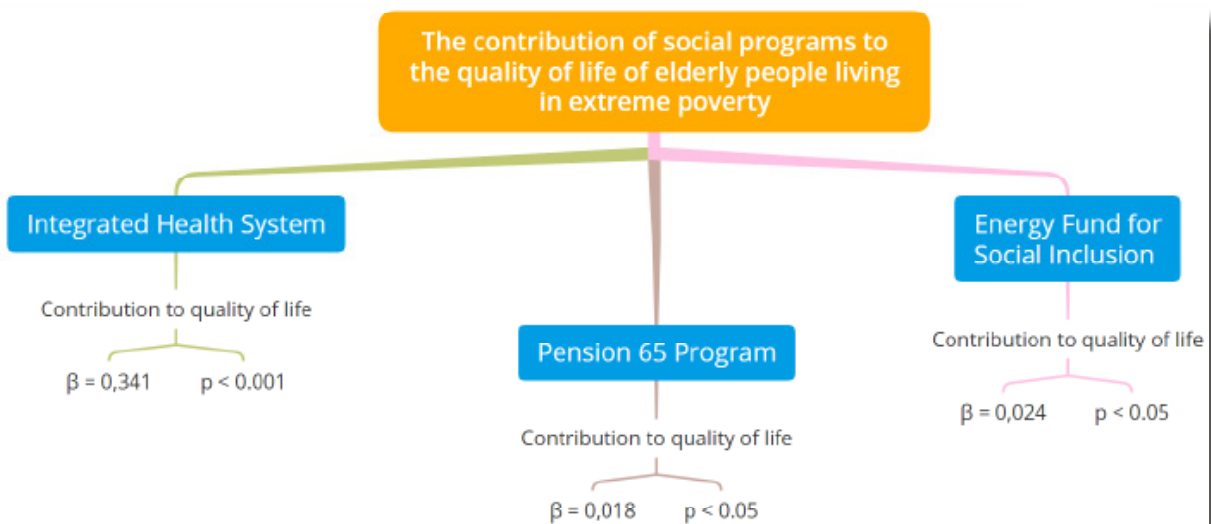 The contribution of social programs to
the quality of life of elderly people living
in extreme poverty
Integrated Health System
Contribution to quality of life
β = 0,341 p < 0.001
Pension 65 Program
Contribution to quality of life
β = 0,018 p < 0.05
Energy Fund for
Social Inclusion
Contribution to quality of life
β = 0,024 p < 0.05